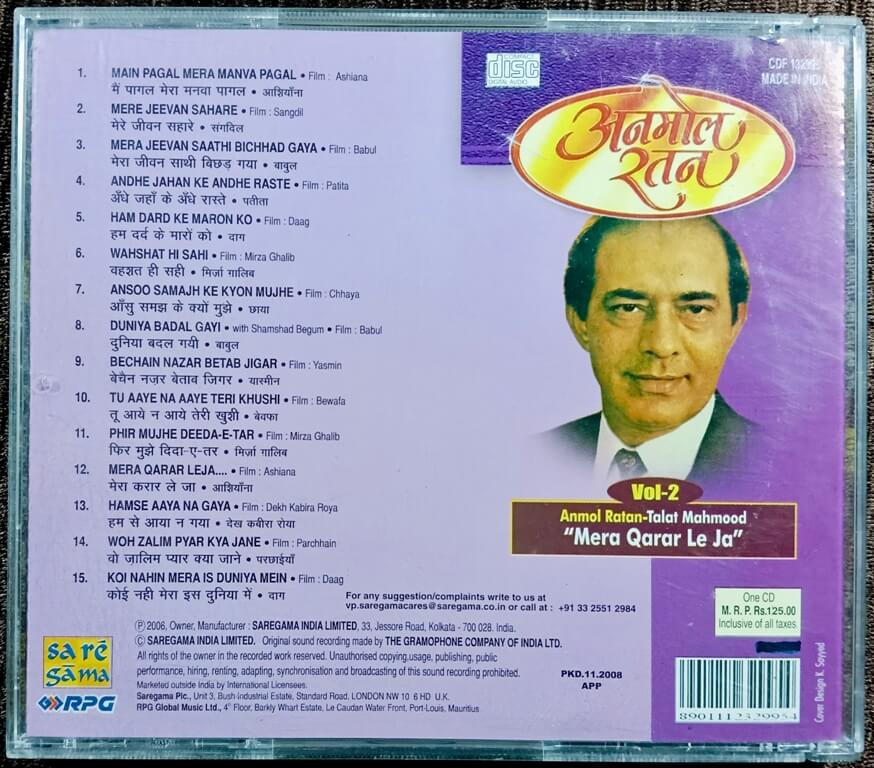 1. MAIN PAGAL MERA MANVA PAGAL • Film : Ashiana
मैं पागल मेरा मनवा पागल • आशियाँना
2. MERE JEEVAN SAHARE • Film : Sangdil
मेरे जीवन सहारे • संगदिल
3. MERA JEEVAN SAATHI BICHHAD GAYA • Film : Babul
मेरा जीवन साथी बिछड़ गया • बाबुल
4. ANDHE JAHAN KE ANDHE RASTE • Film : Patita
अँधे जहाँ के अँधे रास्ते • पतीता
5. HAM DARD KE MARON KO • Film : Daag
हम दर्द के मारों को • दाग
6. WAHSHAT HI SAHI • Film : Mirza Ghalib
वहशत ही सही • मिर्ज़ा ग़ालिब
7. ANSOO SAMAJH KE KYON MUJHE • Film : Chhaya
आँसु समझ के क्यों मुझे • छाया
8. DUNIYA BADAL GAYI • with Shamshad Begum • Film : Babul
दुनिया बदल गयी • बाबुल
9. BECHAIN NAZAR BETAB JIGAR • Film : Yasmin
बेचैन नज़र बेताव जिगर • यास्मीन
10. TU AAYE NA AAYE TERI KHUSHI • Film : Bewafa
तू आये न आये तेरी खुशी • बेवफा
11. PHIR MUJHE DEEDA-E-TAR • Film : Mirza Ghalib
फिर मुझे दिदा-ए-तर • मिर्ज़ा ग़ालिब
12. MERA QARAR LEJA.... • Film : Ashiana
मेरा करार ले जा • आशियाँना
13. HAMSE AAYA NA GAYA • Film : Dekh Kabira Roya
हम से आया न गया • देख कबीरा रोया
14. WOH ZALIM PYAR KYA JANE • Film : Parchhain
वो ज़ालिम प्यार क्या जाने • परछाईयाँ
15. KOI NAHIN MERA IS DUNIYA MEIN • Film : Daag
कोई नही मेरा इस दुनिया में • दाग
For any suggestion/complaints write to us at
vp.saregamacares@saregama.co.in or call at : +91 33 2551 2984
Ⓟ 2006, Owner, Manufacturer : SAREGAMA INDIA LIMITED, 33, Jessore Road, Kolkata - 700 028. India.
© SAREGAMA INDIA LIMITED. Original sound recording made by THE GRAMOPHONE COMPANY OF INDIA LTD.
All rights of the owner in the recorded work reserved. Unauthorised copying,usage, publishing, public
performance, hiring, renting, adapting, synchronisation and broadcasting of this sound recording prohibited.
Marketed outside India by International Licensees.
Saregama Plc., Unit 3, Bush Industrial Estate, Standard Road, LONDON NW 10 6 HD U.K.
RPG Global Music Ltd., 4th Floor, Barkly Wharf Estate, Le Caudan Water Front, Port-Louis, Mauritius
PKD.11.2008
APP
sa ré
gāma
RPG
COMPACT
disc
DIGITAL AUDIO
CDF
MADE IN INDIA
अनमोल
रतन
Vol-2
Anmol Ratan-Talat Mahmood
"Mera Qarar Le Ja"
One CD
M. R. P. Rs.125.00
Inclusive of all taxes
8901112329954
Cover Design K. Sayyed